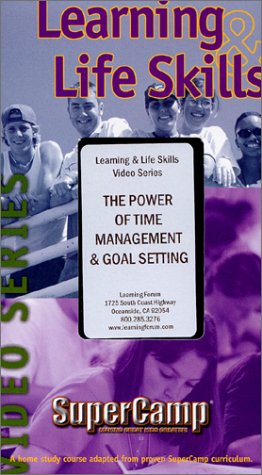 Learning &
Life Skills
VIDEO SERIES
Learning & Life Skills
Video Series
THE POWER
OF TIME
MANAGEMENT
& GOAL SETTING
Learning Forum
1725 South Coast Highway
Oceanside, CA 92054
800.285.3276
www.learningforum.com
SuperCamp
A home study course adapted from proven SuperCamp curriculum.